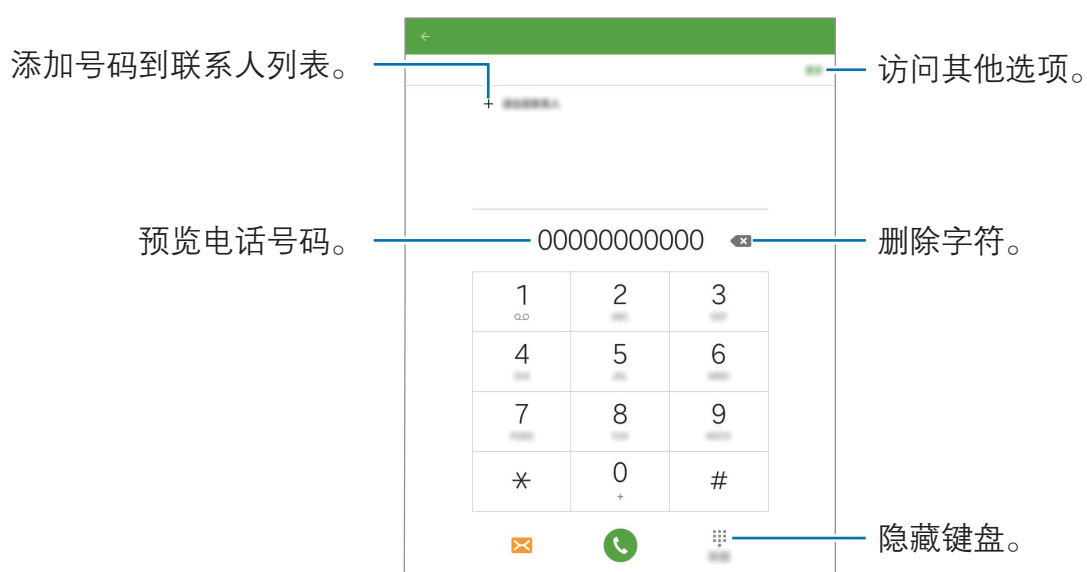 添加号码到联系人列表。
访问其他选项。
预览电话号码。
00000000000
删除字符。
1 2 3
4 5 6
7 8 9
* 0 #
+
隐藏键盘。